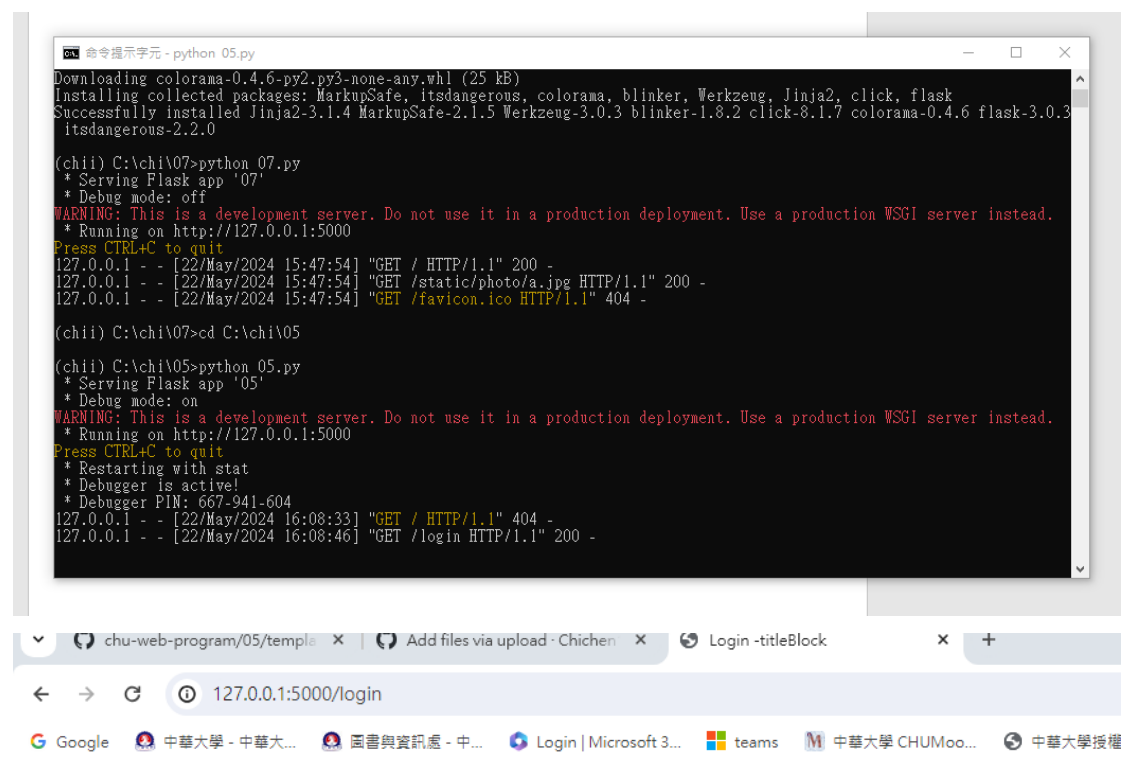 命令提示字元 - python 05.py
Downloading colorama-0.4.6-py2.py3-none-any.whl (25 kB)
Installing collected packages: MarkupSafe, itsdangerous, colorama, blinker, Werkzeug, Jinja2, click, flask
Successfully installed Jinja2-3.1.4 MarkupSafe-2.1.5 Werkzeug-3.0.3 blinker-1.8.2 click-8.1.7 colorama-0.4.6 flask-3.0.3
itsdangerous-2.2.0
(chii) C:\chi\07>python 07.py
* Serving Flask app '07'
* Debug mode: off
WARNING: This is a development server. Do not use it in a production deployment. Use a production WSGI server instead.
* Running on http://127.0.0.1:5000
Press CTRL+C to quit
127.0.0.1 - - [22/May/2024 15:47:54] "GET / HTTP/1.1" 200 -
127.0.0.1 - - [22/May/2024 15:47:54] "GET /static/photo/a.jpg HTTP/1.1" 200 -
127.0.0.1 - - [22/May/2024 15:47:54] "GET /favicon.ico HTTP/1.1" 404 -
(chii) C:\chi\07>cd C:\chi\05
(chii) C:\chi\05>python 05.py
* Serving Flask app '05'
* Debug mode: on
WARNING: This is a development server. Do not use it in a production deployment. Use a production WSGI server instead.
* Running on http://127.0.0.1:5000
Press CTRL+C to quit
* Restarting with stat
* Debugger is active!
* Debugger PIN: 667-941-604
127.0.0.1 - - [22/May/2024 16:08:33] "GET / HTTP/1.1" 404 -
127.0.0.1 - - [22/May/2024 16:08:46] "GET /login HTTP/1.1" 200 -
chu-web-program/05/templa Add files via upload · Chichen Login -titleBlock
127.0.0.1:5000/login
Google 中華大學 - 中華大... 圖書與資訊處 - 中... Login | Microsoft 3... teams 中華大學 CHUMoo... 中華大學授權